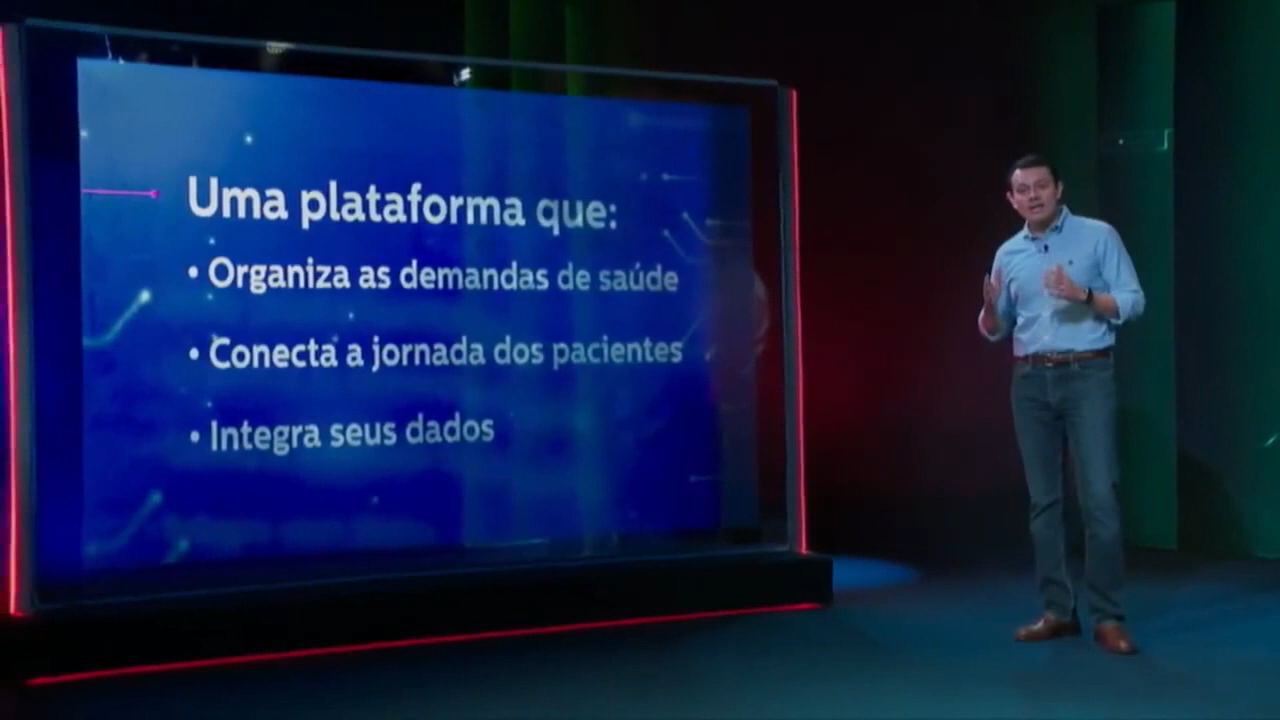 Uma plataforma que:
• Organiza as demandas de saúde
• Conecta a jornada dos pacientes
• Integra seus dados